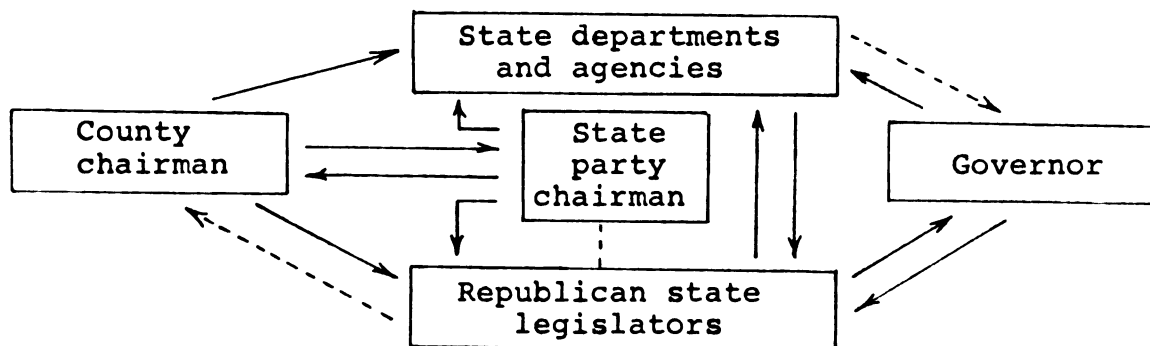 State departments
and agencies
County
chairman
State
party
chairman
Governor
Republican state
legislators